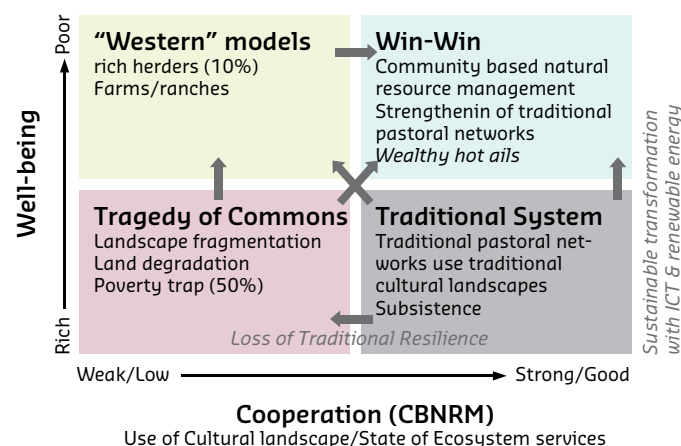 Poor
"Western" models
rich herders (10%)
Farms/ranches
Win-Win
Community based natural
resource management
Strengthenin of traditional
pastoral networks
Wealthy hot ails
Well-being
Tragedy of Commons
Landscape fragmentation
Land degradation
Poverty trap (50%)
Traditional System
Traditional pastoral net-
works use traditional
cultural landscapes
Subsistence
Loss of Traditional Resilience
Rich
Sustainable transformation
with ICT & renewable energy
Weak/Low
Strong/Good
Cooperation (CBNRM)
Use of Cultural landscape/State of Ecosystem services